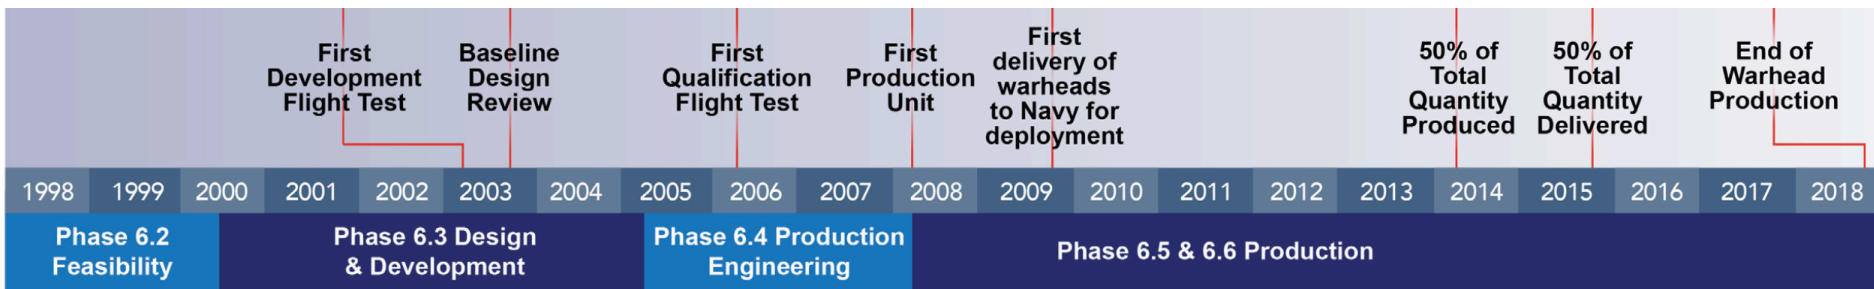 First
Development
Flight Test
Baseline
Design
Review
First
Qualification
Flight Test
First
Production
Unit
First
delivery of
warheads
to Navy for
deployment
50% of
Total
Quantity
Produced
50% of
Total
Quantity
Delivered
End of
Warhead
Production
1998 1999 2000 2001 2002 2003 2004 2005 2006 2007 2008 2009 2010 2011 2012 2013 2014 2015 2016 2017 2018
Phase 6.2
Feasibility
Phase 6.3 Design
& Development
Phase 6.4 Production
Engineering
Phase 6.5 & 6.6 Production